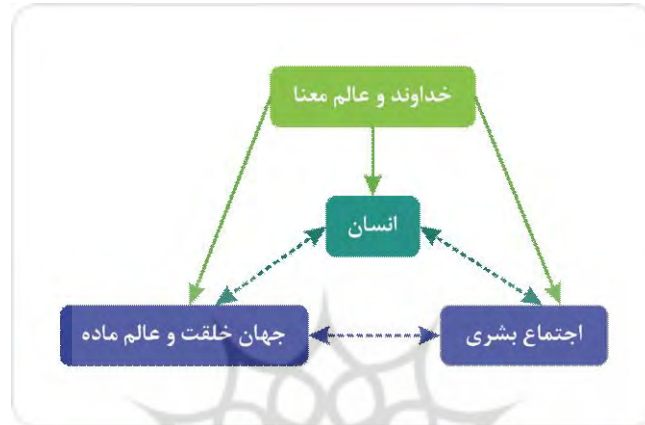 خداوند و عالم معنا
انسان
اجتماع بشری
جهان خلقت و عالم ماده